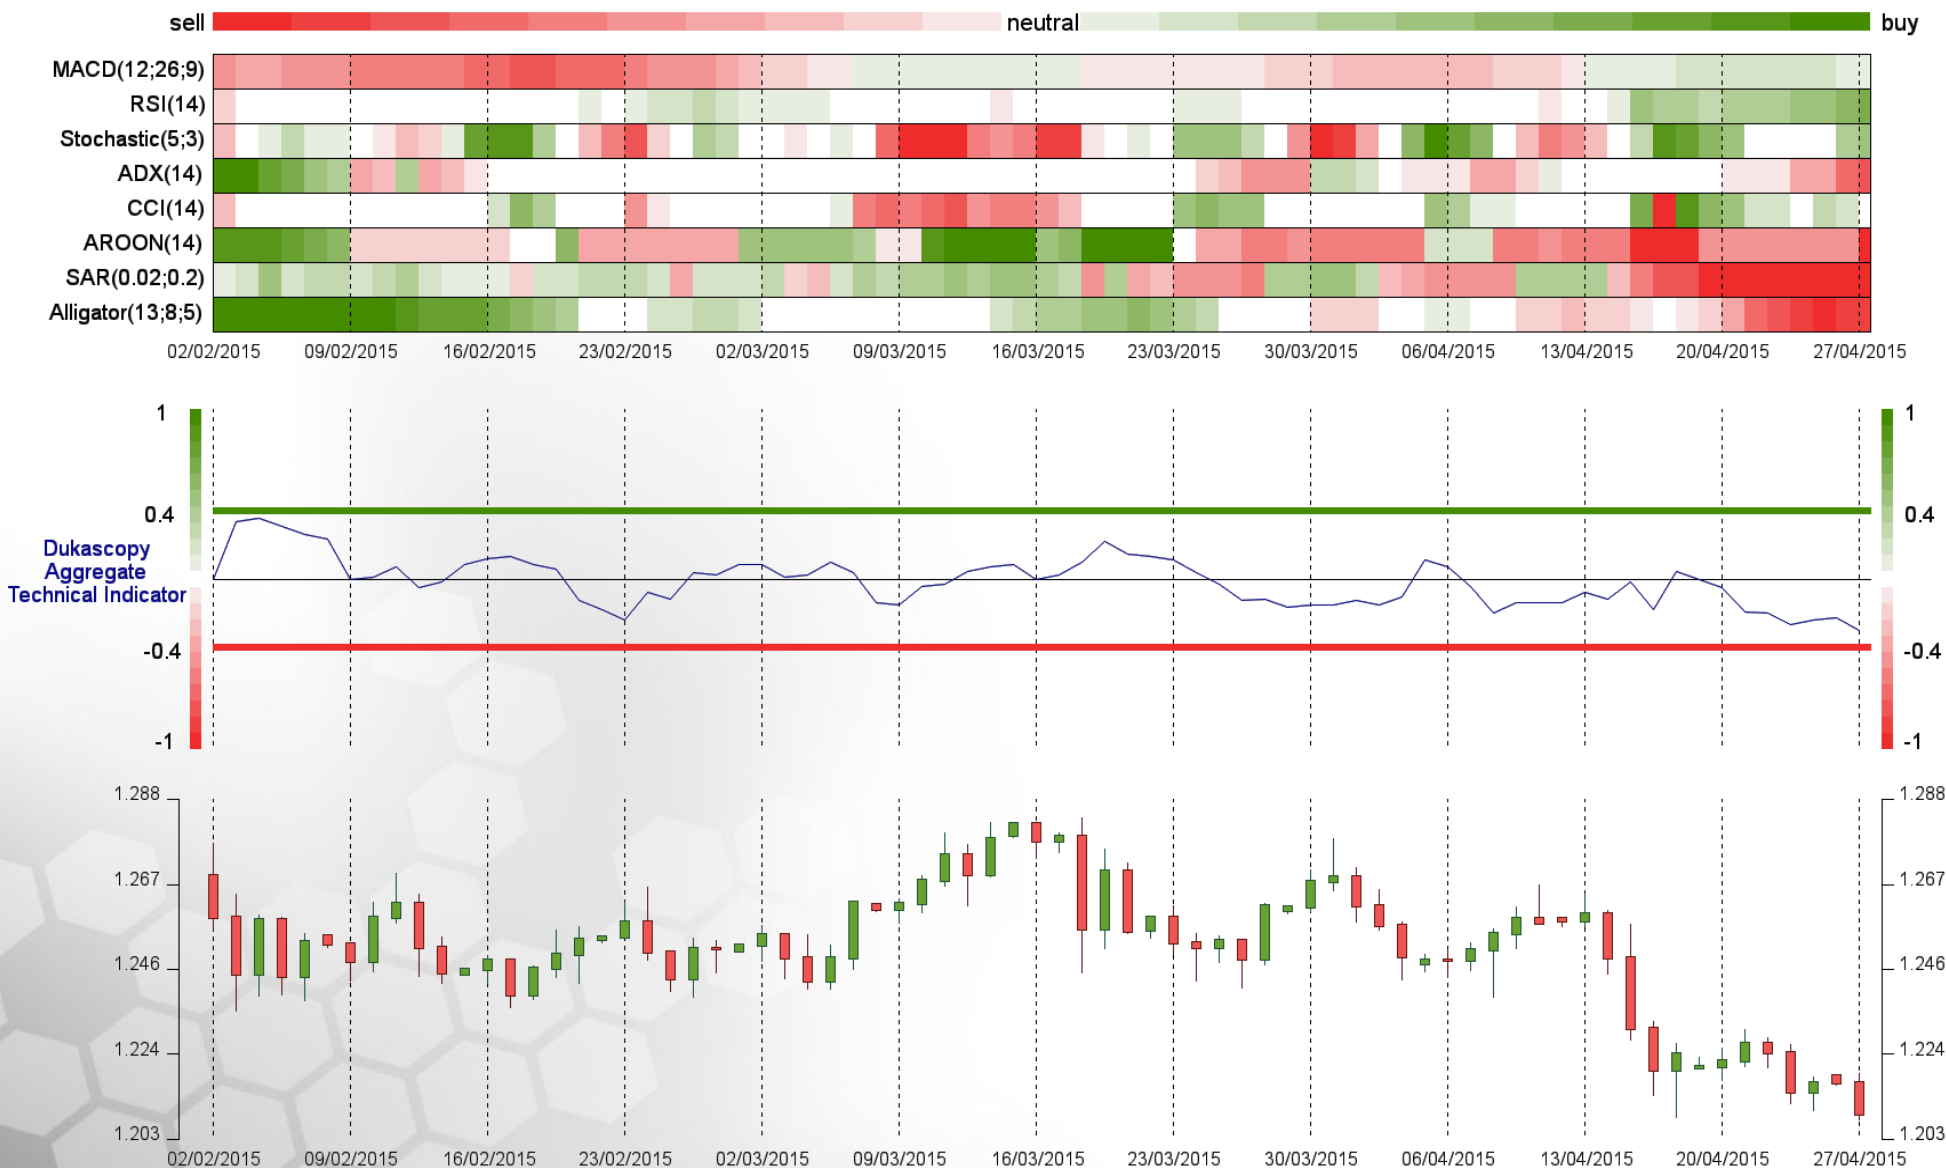 sell neutral buy
MACD(12;26;9)
RSI(14)
Stochastic(5;3)
ADX(14)
CCI(14)
AROON(14)
SAR(0.02;0.2)
Alligator(13;8;5)
02/02/2015 09/02/2015 16/02/2015 23/02/2015 02/03/2015 09/03/2015 16/03/2015 23/03/2015 30/03/2015 06/04/2015 13/04/2015 20/04/2015 27/04/2015
1 1
0.4 0.4
Dukascopy
Aggregate
Technical Indicator
-0.4 -0.4
-1 -1
1.288 1.288
1.267 1.267
1.246 1.246
1.224 1.224
1.203 1.203
02/02/2015 09/02/2015 16/02/2015 23/02/2015 02/03/2015 09/03/2015 16/03/2015 23/03/2015 30/03/2015 06/04/2015 13/04/2015 20/04/2015 27/04/2015